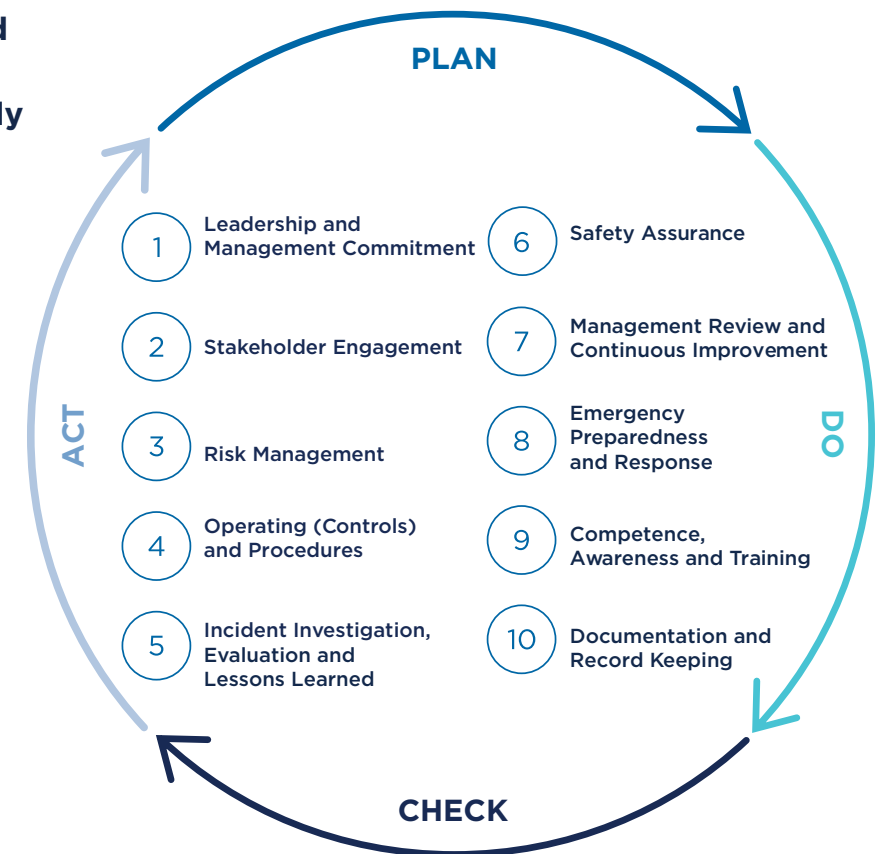 PLAN
1
Leadership and
Management Commitment
2
Stakeholder Engagement
3
Risk Management
4
Operating (Controls)
and Procedures
5
Incident Investigation,
Evaluation and
Lessons Learned
6
Safety Assurance
7
Management Review and
Continuous Improvement
8
Emergency
Preparedness
and Response
9
Competence,
Awareness and Training
10
Documentation and
Record Keeping
DO
CHECK
ACT